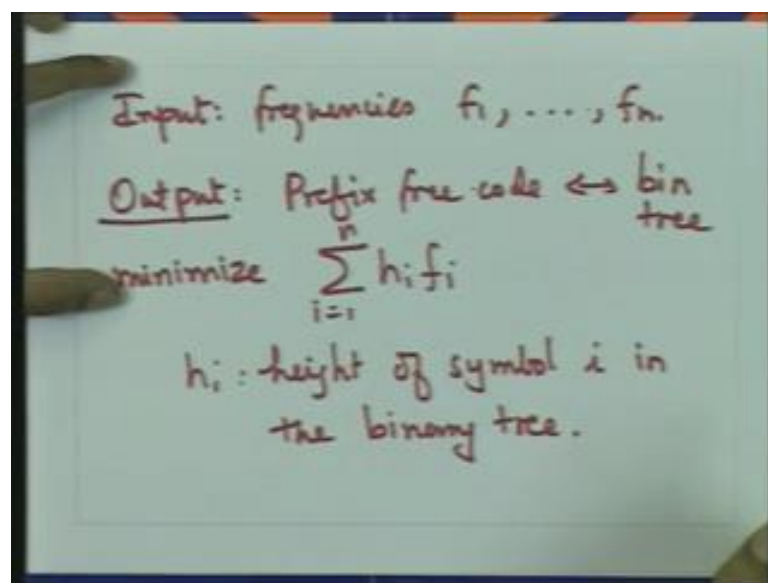 Input: frequencies f₁, ...., fₙ.
Output: Prefix free code ↔ bin tree
minimize ∑ᵢ₌₁ⁿ hᵢ fᵢ
hᵢ : height of symbol i in
the binary tree.